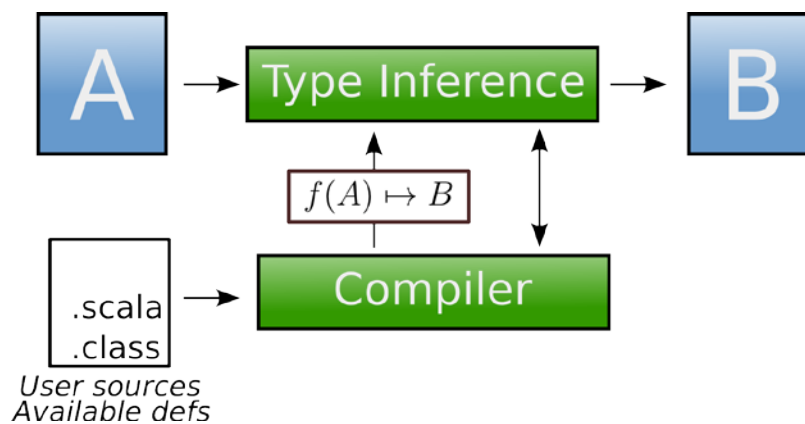 A
Type Inference
B
f(A) ↦ B
Compiler
.scala
.class
User sources
Available defs